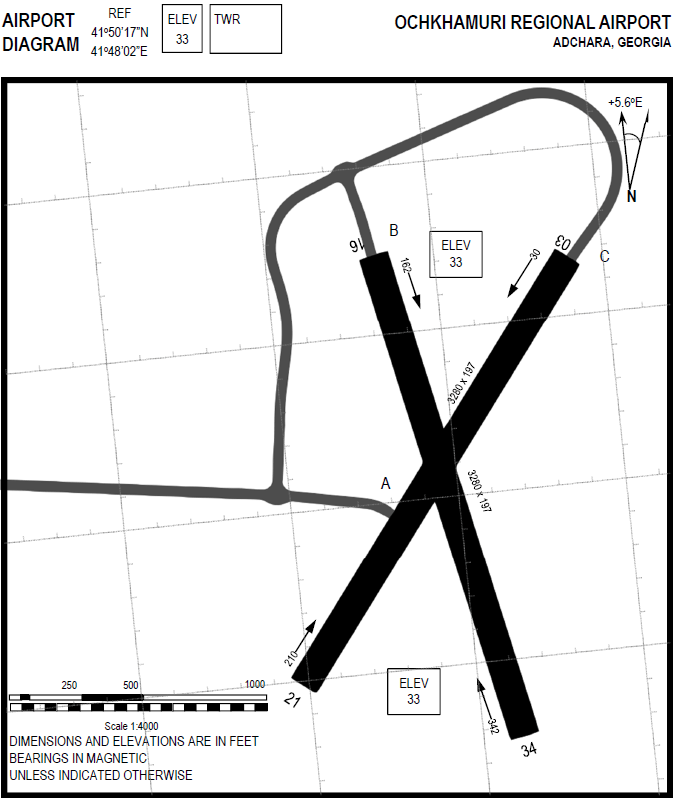 AIRPORT
DIAGRAM
REF
41º50'17"N
41º48'02"E
ELEV
33
TWR
OCHKHAMURI REGIONAL AIRPORT
ADCHARA, GEORGIA
+5.6ºE
N
B
16
162
ELEV
33
03
30
C
3280 x 197
A
3280 x 197
210
21
ELEV
33
342
34
250 500 1000
Scale 1:4000
DIMENSIONS AND ELEVATIONS ARE IN FEET
BEARINGS IN MAGNETIC
UNLESS INDICATED OTHERWISE